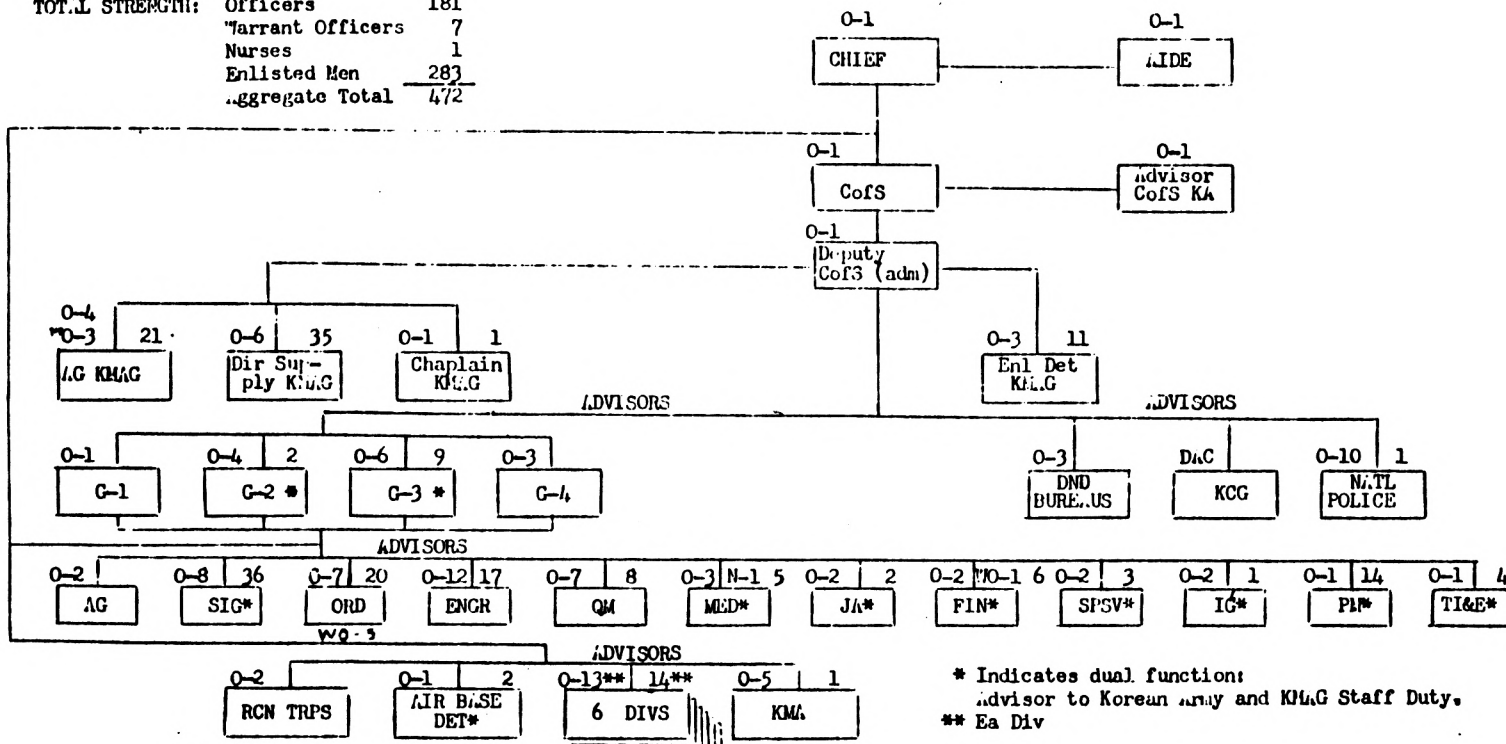 TOTAL STRENGTH: Officers 181
Warrant Officers 7
Nurses 1
Enlisted Men 283
Aggregate Total 472
O-1 O-1
CHIEF AIDE
O-1 O-1
CofS Advisor
CofS KA
O-1
Deputy
CofS (adm)
O-4
WO-3 21 O-6 35 O-1 1 O-3 11
AG KMAG Dir Sup- Chaplain Enl Det
ply KMAG KMAG KMAG
ADVISORS ADVISORS
O-1 O-4 2 O-6 9 O-3 O-3 DAC O-10 1
G-1 G-2 * G-3 * G-4 DND KCG NATL
BUREAUS POLICE
ADVISORS
O-2 O-8 36 O-7 20 O-12 17 O-7 8 O-3 N-1 5 O-2 2 O-2 WO-1 6 O-2 3 O-2 1 O-1 14 O-1 4
AG SIG* ORD ENGR QM MED* JA* FIN* SPSV* IG* PM* TI&E*
WO-3
ADVISORS
O-2 O-1 2 O-13** 14** O-5 1
RCN TRPS AIR BASE 6 DIVS KMA
DET*
* Indicates dual function:
Advisor to Korean Army and KMAG Staff Duty.
** Ea Div